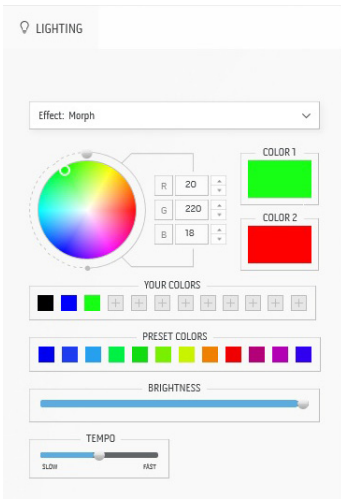 LIGHTING
Effect: Morph
COLOR 1
R 20
G 220
B 18
COLOR 2
YOUR COLORS
PRESET COLORS
BRIGHTNESS
TEMPO
SLOW FAST